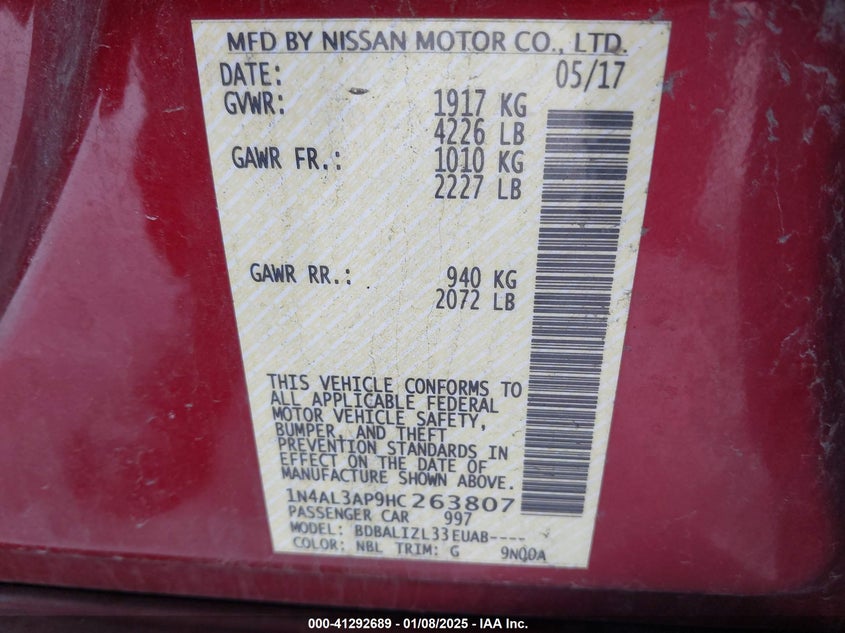 MFD BY NISSAN MOTOR CO., LTD.
DATE: 05/17
GVWR: 1917 KG
4226 LB
GAWR FR.: 1010 KG
2227 LB
GAWR RR.: 940 KG
2072 LB
THIS VEHICLE CONFORMS TO
ALL APPLICABLE FEDERAL
MOTOR VEHICLE SAFETY,
BUMPER, AND THEFT
PREVENTION STANDARDS IN
EFFECT ON THE DATE OF
MANUFACTURE SHOWN ABOVE.
1N4AL3AP9HC263807
PASSENGER CAR 997
MODEL: BDBALIZL33EUAB----
COLOR: NBL TRIM: G 9N00A
000-41292689 - 01/08/2025 - IAA Inc.